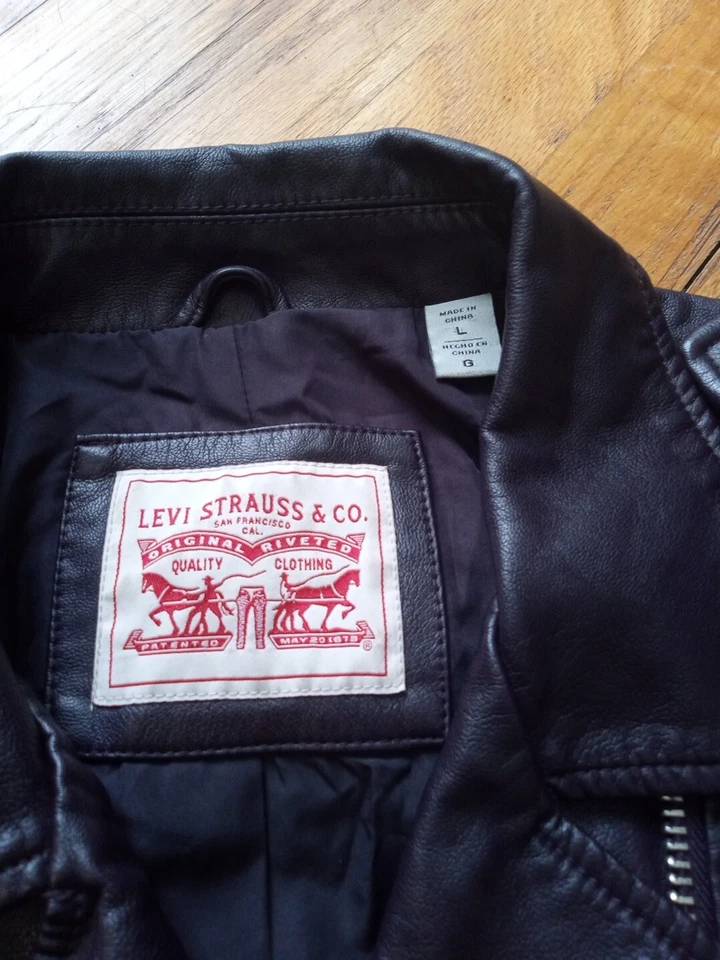 MADE IN
CHINA
L
HECHO EN
CHINA
G
LEVI STRAUSS & CO.
SAN FRANCISCO
CAL.
ORIGINAL RIVETED
QUALITY CLOTHING
PATENTED MAY 20 1873
®